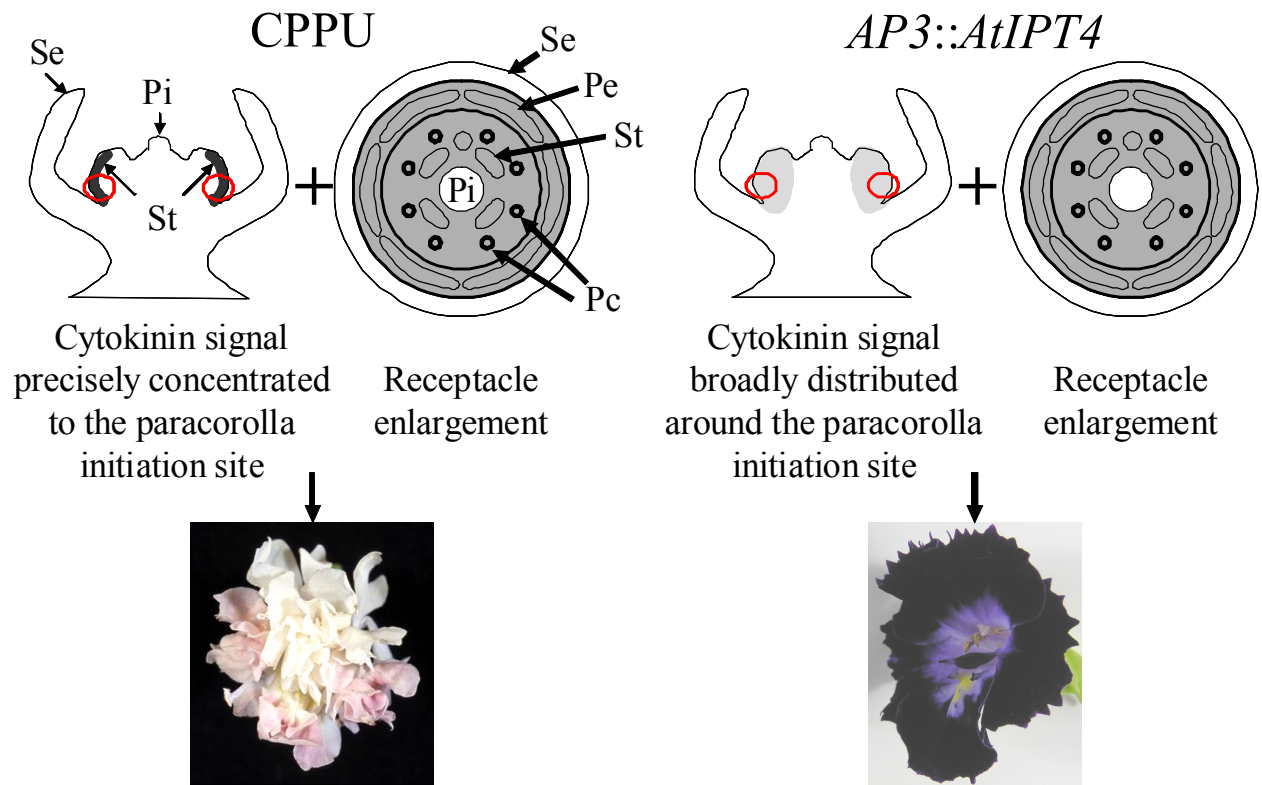 CPPU
Se
Pi
St
Se
Pe
St
Pi
Pc
Cytokinin signal
precisely concentrated
to the paracorolla
initiation site
Receptacle
enlargement
AP3::AtIPT4
Cytokinin signal
broadly distributed
around the paracorolla
initiation site
Receptacle
enlargement